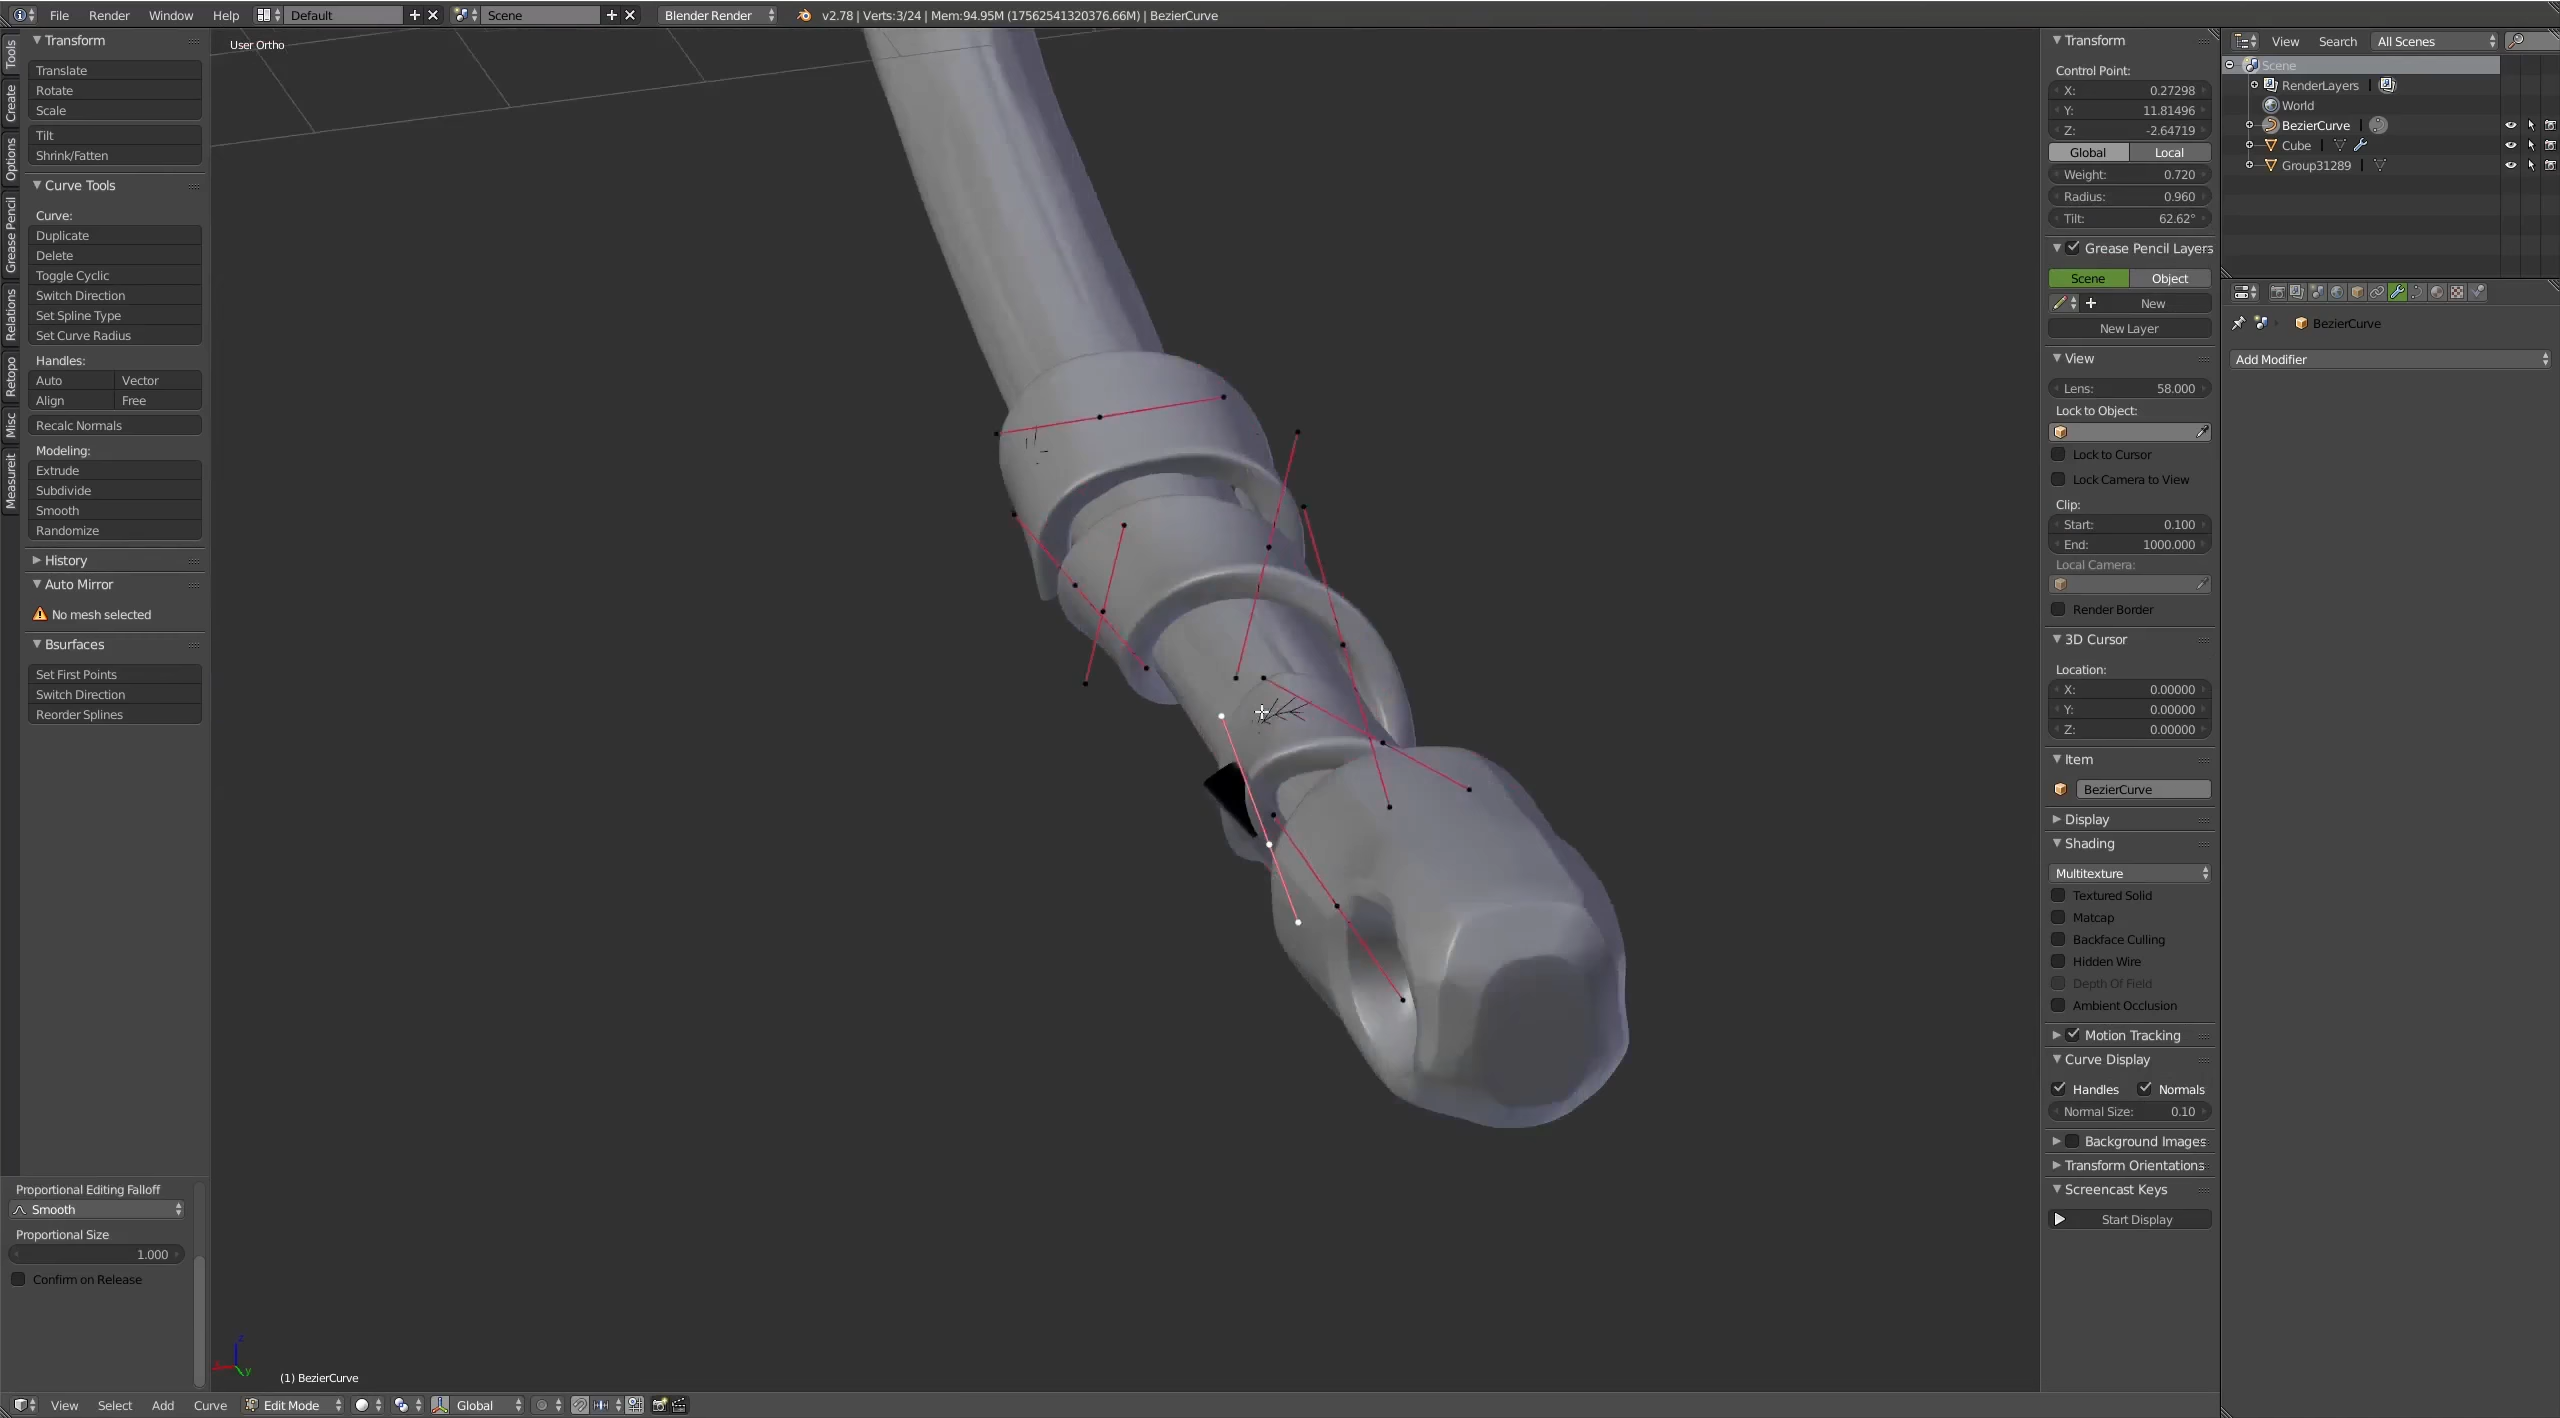 File Render Window Help Default Scene Blender Render v2.78 | Verts:3/24 | Mem:94.95M (17562541320376.66M) | BezierCurve
Tools
Create
Options
Grease Pencil
Relations
Retopo
Misc
Measureit
Transform
Translate
Rotate
Scale
Tilt
Shrink/Fatten
Curve Tools
Curve:
Duplicate
Delete
Toggle Cyclic
Switch Direction
Set Spline Type
Set Curve Radius
Handles:
Auto Vector
Align Free
Recalc Normals
Modeling:
Extrude
Subdivide
Smooth
Randomize
History
Auto Mirror
No mesh selected
Bsurfaces
Set First Points
Switch Direction
Reorder Splines
Proportional Editing Falloff
Smooth
Proportional Size
1.000
Confirm on Release
User Ortho
z
y
(1) BezierCurve
View Select Add Curve Edit Mode Global
Transform
Control Point:
X: 0.27298
Y: 11.81496
Z: -2.64719
Global Local
Weight: 0.720
Radius: 0.960
Tilt: 62.62°
Grease Pencil Layers
Scene Object
New
New Layer
View
Lens: 58.000
Lock to Object:
Lock to Cursor
Lock Camera to View
Clip:
Start: 0.100
End: 1000.000
Local Camera:
Render Border
3D Cursor
Location:
X: 0.00000
Y: 0.00000
Z: 0.00000
Item
BezierCurve
Display
Shading
Multitexture
Textured Solid
Matcap
Backface Culling
Hidden Wire
Depth Of Field
Ambient Occlusion
Motion Tracking
Curve Display
Handles Normals
Normal Size: 0.10
Background Images
Transform Orientations
Screencast Keys
Start Display
View Search All Scenes
Scene
RenderLayers
World
BezierCurve
Cube
Group31289
BezierCurve
Add Modifier